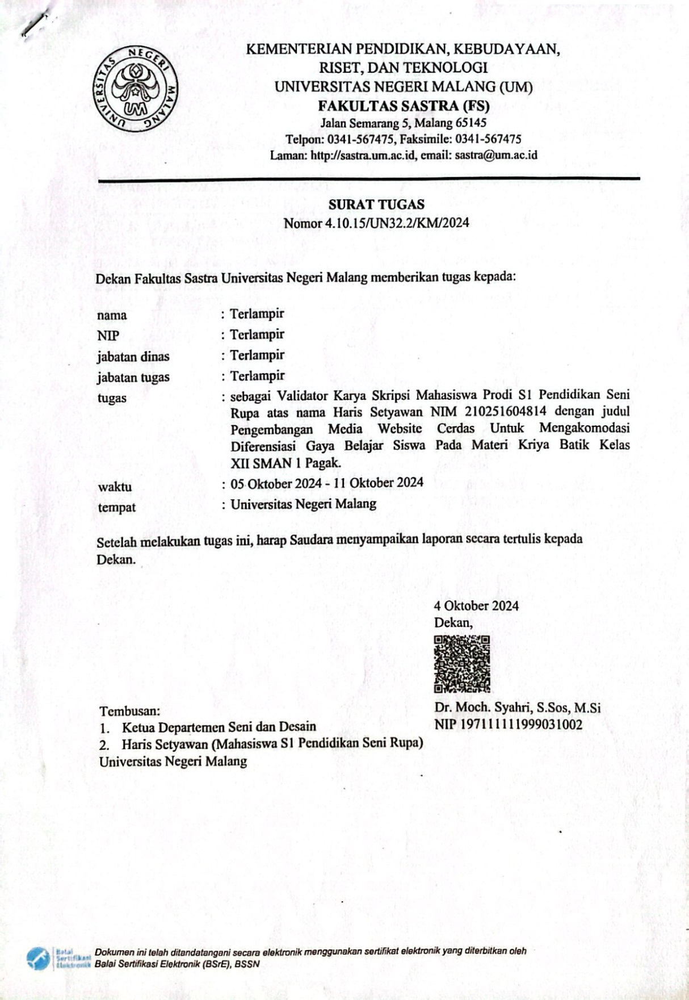 UNIVERSITAS NEGERI MALANG
UM
KEMENTERIAN PENDIDIKAN, KEBUDAYAAN,
RISET, DAN TEKNOLOGI
UNIVERSITAS NEGERI MALANG (UM)
FAKULTAS SASTRA (FS)
Jalan Semarang 5, Malang 65145
Telpon: 0341-567475, Faksimile: 0341-567475
Laman: http://sastra.um.ac.id, email: sastra@um.ac.id
SURAT TUGAS
Nomor 4.10.15/UN32.2/KM/2024
Dekan Fakultas Sastra Universitas Negeri Malang memberikan tugas kepada:
nama : Terlampir
NIP : Terlampir
jabatan dinas : Terlampir
jabatan tugas : Terlampir
tugas : sebagai Validator Karya Skripsi Mahasiswa Prodi S1 Pendidikan Seni
Rupa atas nama Haris Setyawan NIM 210251604814 dengan judul
Pengembangan Media Website Cerdas Untuk Mengakomodasi
Diferensiasi Gaya Belajar Siswa Pada Materi Kriya Batik Kelas
XII SMAN 1 Pagak.
waktu : 05 Oktober 2024 - 11 Oktober 2024
tempat : Universitas Negeri Malang
Setelah melakukan tugas ini, harap Saudara menyampaikan laporan secara tertulis kepada
Dekan.
4 Oktober 2024
Dekan,
Dr. Moch. Syahri, S.Sos, M.Si
NIP 197111111999031002
Tembusan:
1. Ketua Departemen Seni dan Desain
2. Haris Setyawan (Mahasiswa S1 Pendidikan Seni Rupa)
Universitas Negeri Malang
Balai
Sertifikasi
Elektronik
Dokumen ini telah ditandatangani secara elektronik menggunakan sertifikat elektronik yang diterbitkan oleh
Balai Sertifikasi Elektronik (BSrE), BSSN